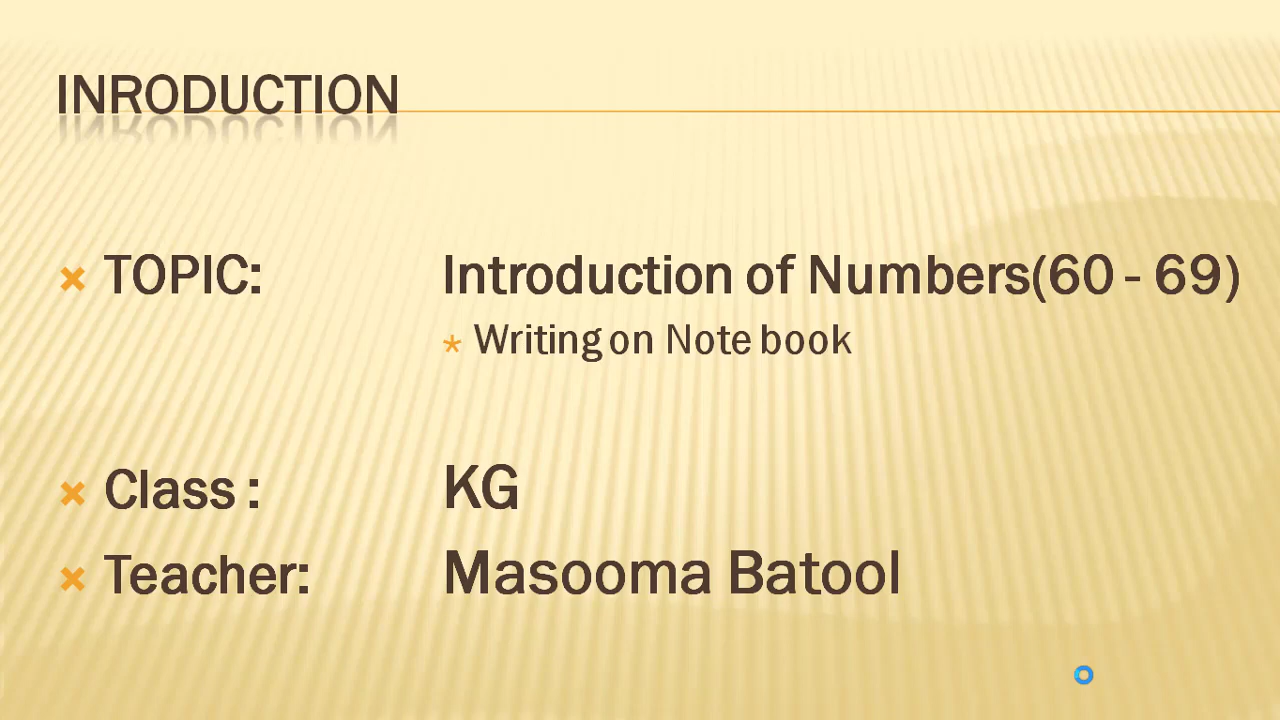 INRODUCTION
TOPIC: Introduction of Numbers(60 - 69)
* Writing on Note book
Class : KG
Teacher: Masooma Batool